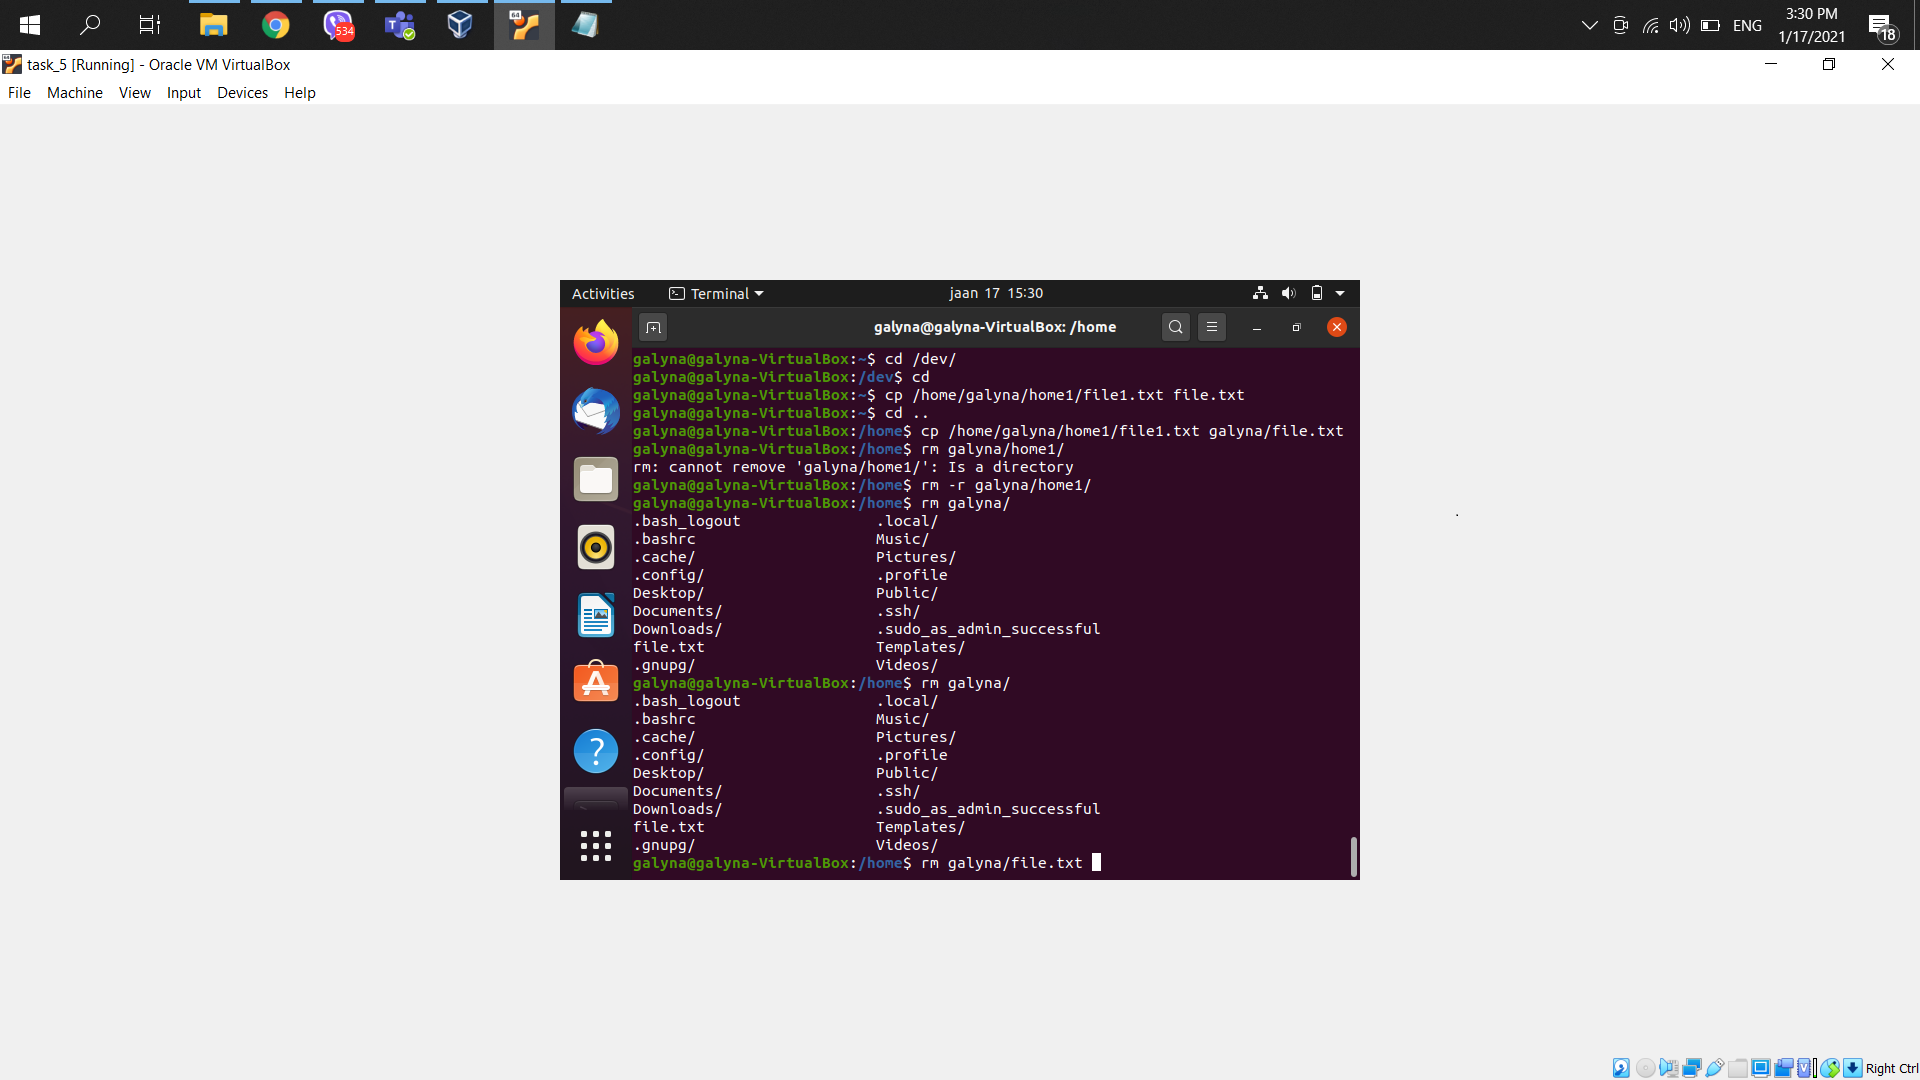 534
64
ENG
3:30 PM
1/17/2021
18
task_5 [Running] - Oracle VM VirtualBox
File Machine View Input Devices Help
Activities Terminal jaan 17 15:30
galyna@galyna-VirtualBox: /home
galyna@galyna-VirtualBox:~$ cd /dev/
galyna@galyna-VirtualBox:/dev$ cd
galyna@galyna-VirtualBox:~$ cp /home/galyna/home1/file1.txt file.txt
galyna@galyna-VirtualBox:~$ cd ..
galyna@galyna-VirtualBox:/home$ cp /home/galyna/home1/file1.txt galyna/file.txt
galyna@galyna-VirtualBox:/home$ rm galyna/home1/
rm: cannot remove 'galyna/home1/': Is a directory
galyna@galyna-VirtualBox:/home$ rm -r galyna/home1/
galyna@galyna-VirtualBox:/home$ rm galyna/
.bash_logout .local/
.bashrc Music/
.cache/ Pictures/
.config/ .profile
Desktop/ Public/
Documents/ .ssh/
Downloads/ .sudo_as_admin_successful
file.txt Templates/
.gnupg/ Videos/
galyna@galyna-VirtualBox:/home$ rm galyna/
.bash_logout .local/
.bashrc Music/
.cache/ Pictures/
.config/ .profile
Desktop/ Public/
Documents/ .ssh/
Downloads/ .sudo_as_admin_successful
file.txt Templates/
.gnupg/ Videos/
galyna@galyna-VirtualBox:/home$ rm galyna/file.txt
Right Ctrl